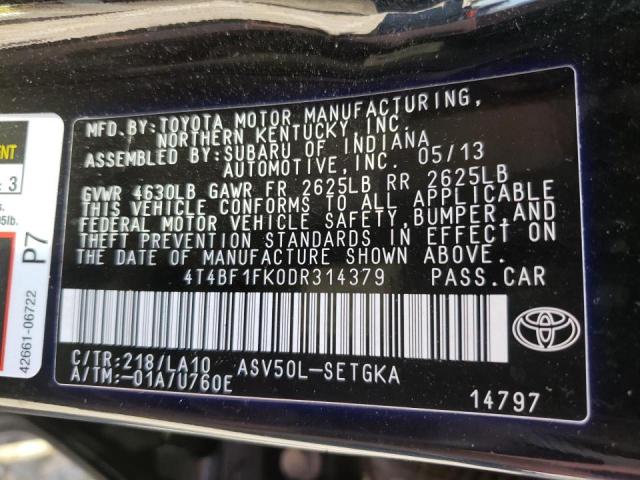 MFD.BY:TOYOTA MOTOR MANUFACTURING,
NORTHERN KENTUCKY, INC.
ASSEMBLED BY:SUBARU OF INDIANA
AUTOMOTIVE,INC. 05/13
GVWR 4630LB GAWR FR 2625LB RR 2625LB
THIS VEHICLE CONFORMS TO ALL APPLICABLE
FEDERAL MOTOR VEHICLE SAFETY,BUMPER,AND
THEFT PREVENTION STANDARDS IN EFFECT ON
THE DATE OF MANUFACTURE SHOWN ABOVE.
4T4BF1FK0DR314379 PASS.CAR
C/TR:218/LA10 ASV50L-SETGKA
A/TM:-01A/U760E
14797
3
P7
42661-06722